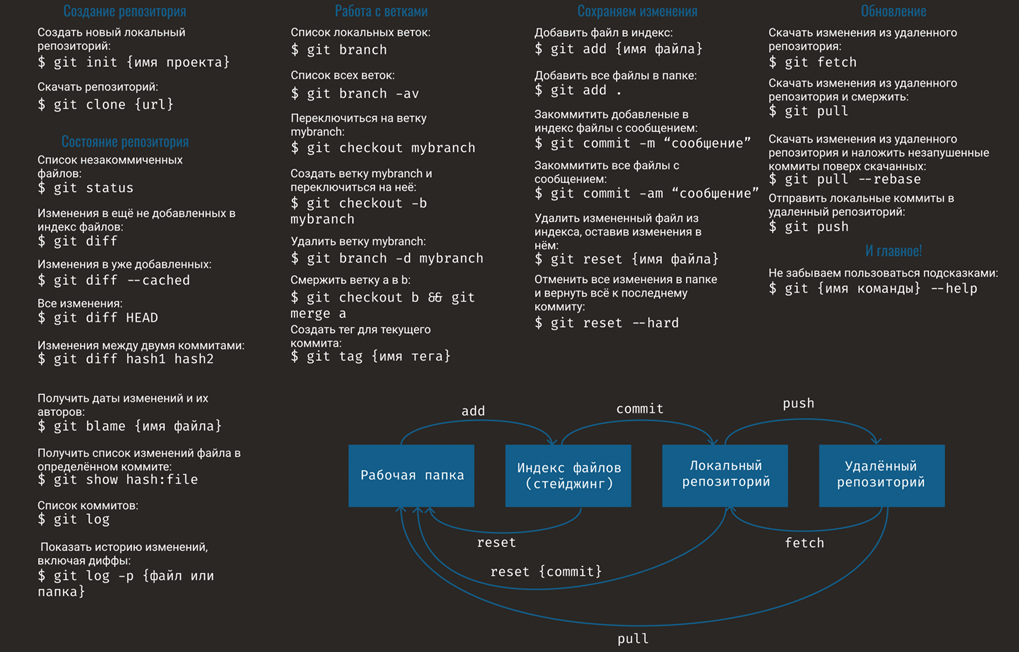 Создание репозитория
Создать новый локальный
репозиторий:
$ git init {имя проекта}
Скачать репозиторий:
$ git clone {url}
Состояние репозитория
Список незакоммиченных
файлов:
$ git status
Изменения в ещё не добавленных в
индекс файлов:
$ git diff
Изменения в уже добавленных:
$ git diff --cached
Все изменения:
$ git diff HEAD
Изменения между двумя коммитами:
$ git diff hash1 hash2
Получить даты изменений и их
авторов:
$ git blame {имя файла}
Получить список изменений файла в
определённом коммите:
$ git show hash:file
Список коммитов:
$ git log
Показать историю изменений,
включая диффы:
$ git log -p {файл или
папка}
Работа с ветками
Список локальных веток:
$ git branch
Список всех веток:
$ git branch -av
Переключиться на ветку
mybranch:
$ git checkout mybranch
Создать ветку mybranch и
переключиться на неё:
$ git checkout -b
mybranch
Удалить ветку mybranch:
$ git branch -d mybranch
Смержить ветку a в b:
$ git checkout b && git
merge a
Создать тег для текущего
коммита:
$ git tag {имя тега}
Сохраняем изменения
Добавить файл в индекс:
$ git add {имя файла}
Добавить все файлы в папке:
$ git add .
Закоммитить добавленые в
индекс файлы с сообщением:
$ git commit -m “сообщение”
Закоммитить все файлы с
сообщением:
$ git commit -am “сообщение”
Удалить измененный файл из
индекса, оставив изменения в
нём:
$ git reset {имя файла}
Отменить все изменения в папке
и вернуть всё к последнему
коммиту:
$ git reset --hard
Обновление
Скачать изменения из удаленного
репозитория:
$ git fetch
Скачать изменения из удаленного
репозитория и смержить:
$ git pull
Скачать изменения из удаленного
репозитория и наложить незапушенные
коммиты поверх скачанных:
$ git pull --rebase
Отправить локальные коммиты в
удаленный репозиторий:
$ git push
И главное!
Не забываем пользоваться подсказками:
$ git {имя команды} --help
add
commit
push
Рабочая папка
Индекс файлов
(стейджинг)
Локальный
репозиторий
Удалённый
репозиторий
reset
fetch
reset {commit}
pull